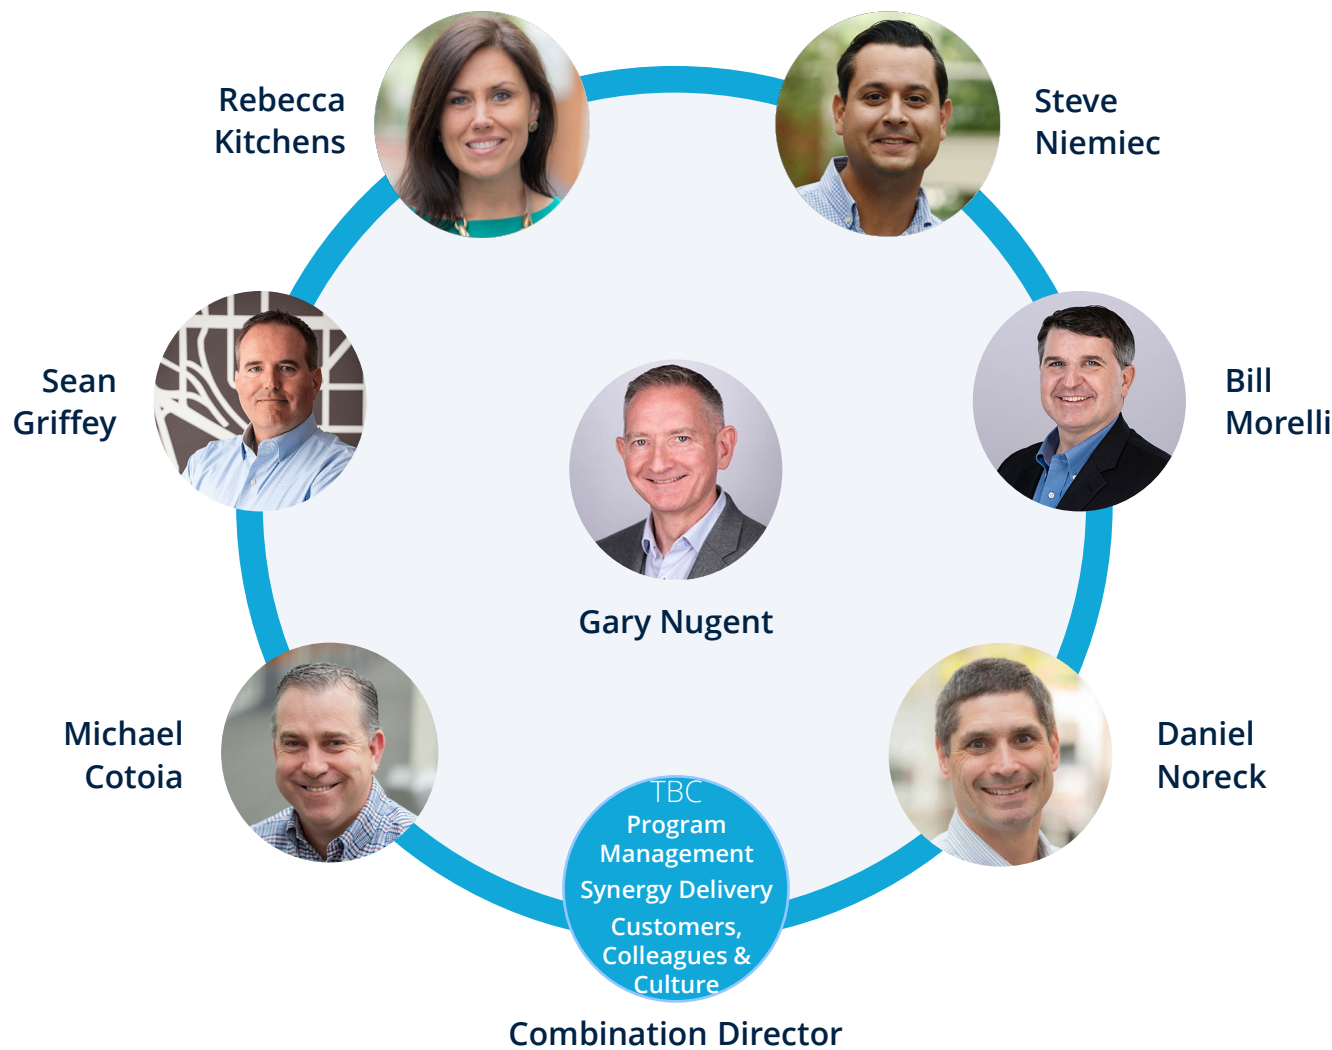 Rebecca
Kitchens
Steve
Niemiec
Sean
Griffey
Bill
Morelli
Gary Nugent
Michael
Cotoia
Daniel
Noreck
TBC
Program
Management
Synergy Delivery
Customers,
Colleagues &
Culture
Combination Director